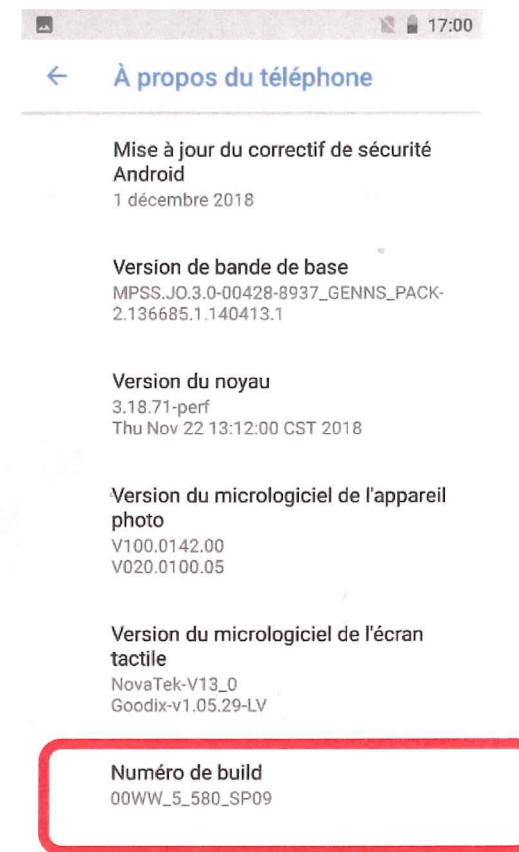 17:00
À propos du téléphone
Mise à jour du correctif de sécurité
Android
1 décembre 2018
Version de bande de base
MPSS.JO.3.0-00428-8937_GENNS_PACK-
2.136685.1.140413.1
Version du noyau
3.18.71-perf
Thu Nov 22 13:12:00 CST 2018
Version du micrologiciel de l'appareil
photo
V100.0142.00
V020.0100.05
Version du micrologiciel de l'écran
tactile
NovaTek-V13_0
Goodix-v1.05.29-LV
Numéro de build
00WW_5_580_SP09